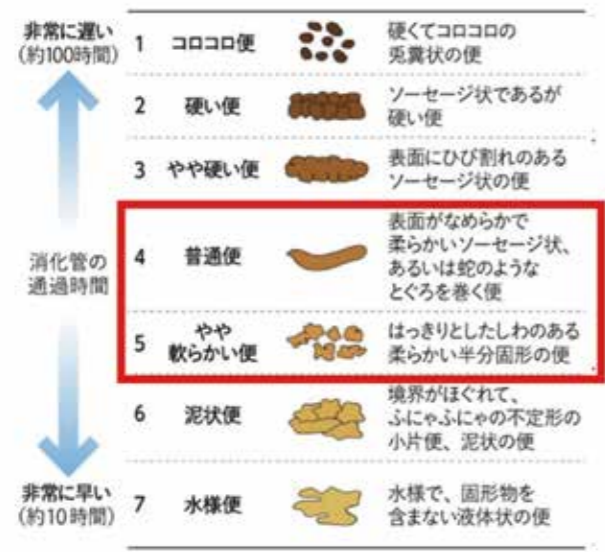 非常に遅い
(約100時間)
1 コロコロ便
硬くてコロコロの
兎糞状の便
2 硬い便
ソーセージ状であるが
硬い便
3 やや硬い便
表面にひび割れのある
ソーセージ状の便
消化管の
通過時間
4 普通便
表面がなめらかで
柔らかいソーセージ状、
あるいは蛇のような
とぐろを巻く便
5 やや
軟らかい便
はっきりとしたしわのある
柔らかい半分固形の便
6 泥状便
境界がほぐれて、
ふにゃふにゃの不定形の
小片便、泥状の便
非常に早い
(約10時間)
7 水様便
水様で、固形物を
含まない液体状の便